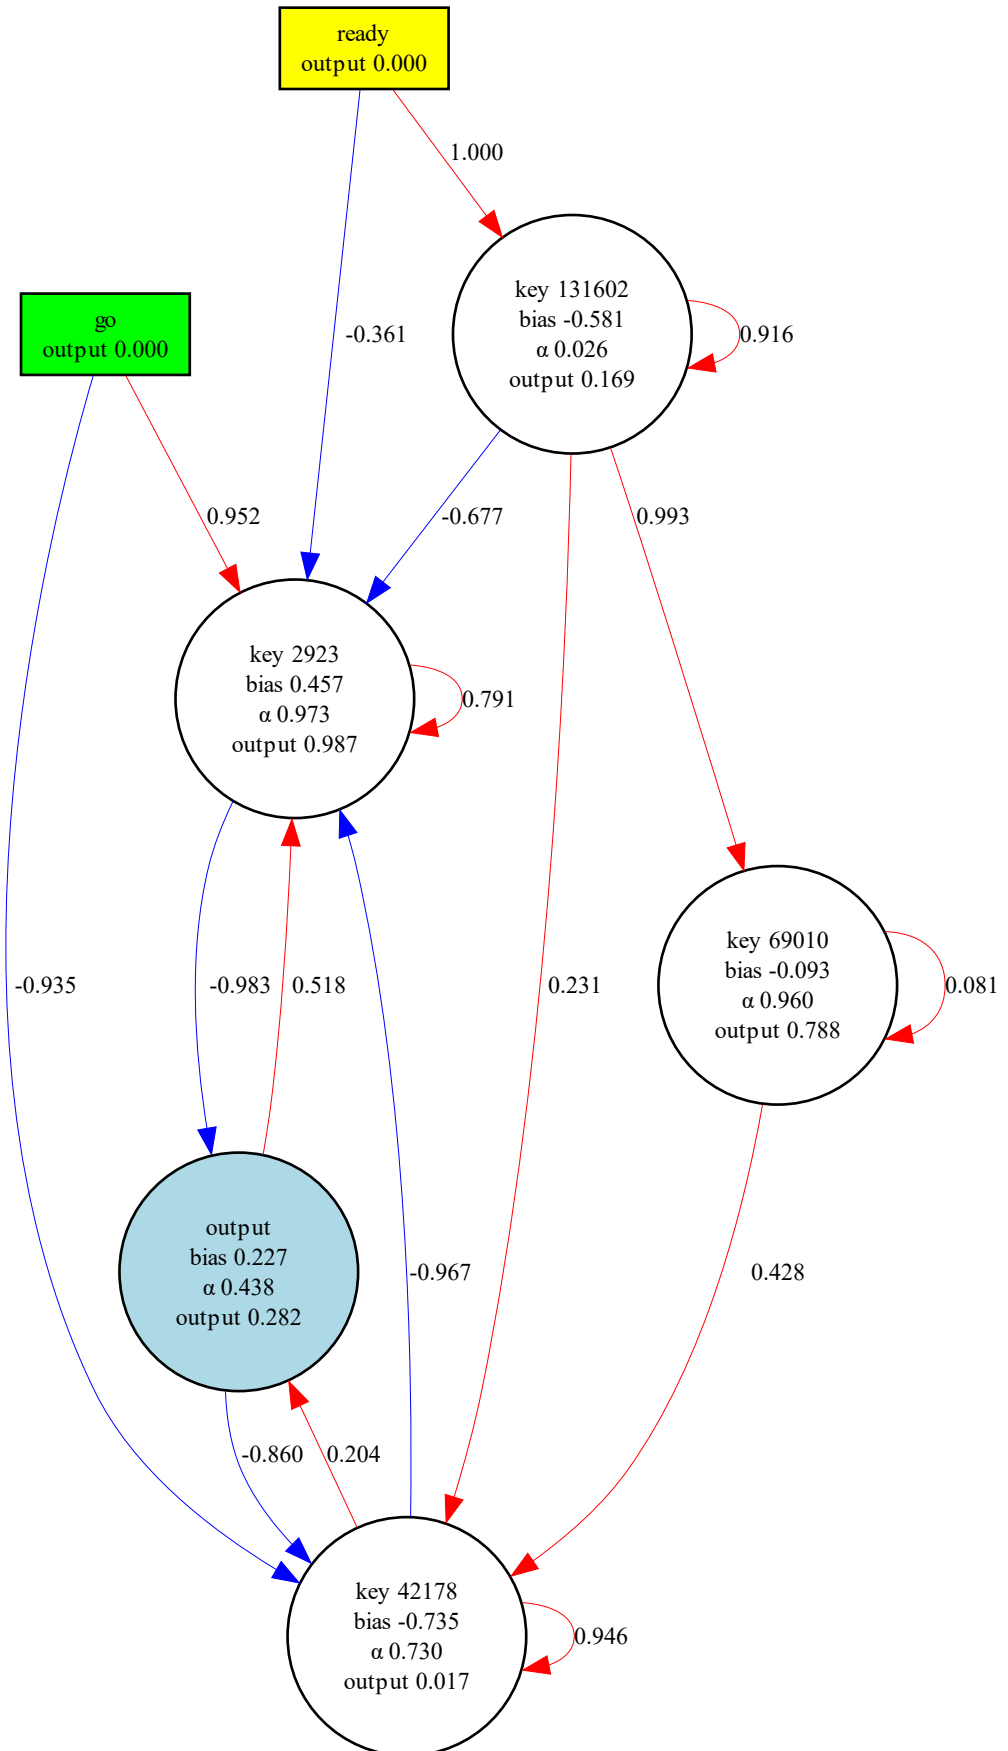 ready
output 0.000
1.000
key 131602
bias -0.581
α 0.026
output 0.169
0.916
-0.361
go
output 0.000
0.952
-0.677
0.993
key 2923
bias 0.457
α 0.973
output 0.987
0.791
key 69010
bias -0.093
α 0.960
output 0.788
0.081
-0.935
-0.983
0.518
0.231
output
bias 0.227
α 0.438
output 0.282
-0.967
0.428
-0.860
0.204
key 42178
bias -0.735
α 0.730
output 0.017
0.946